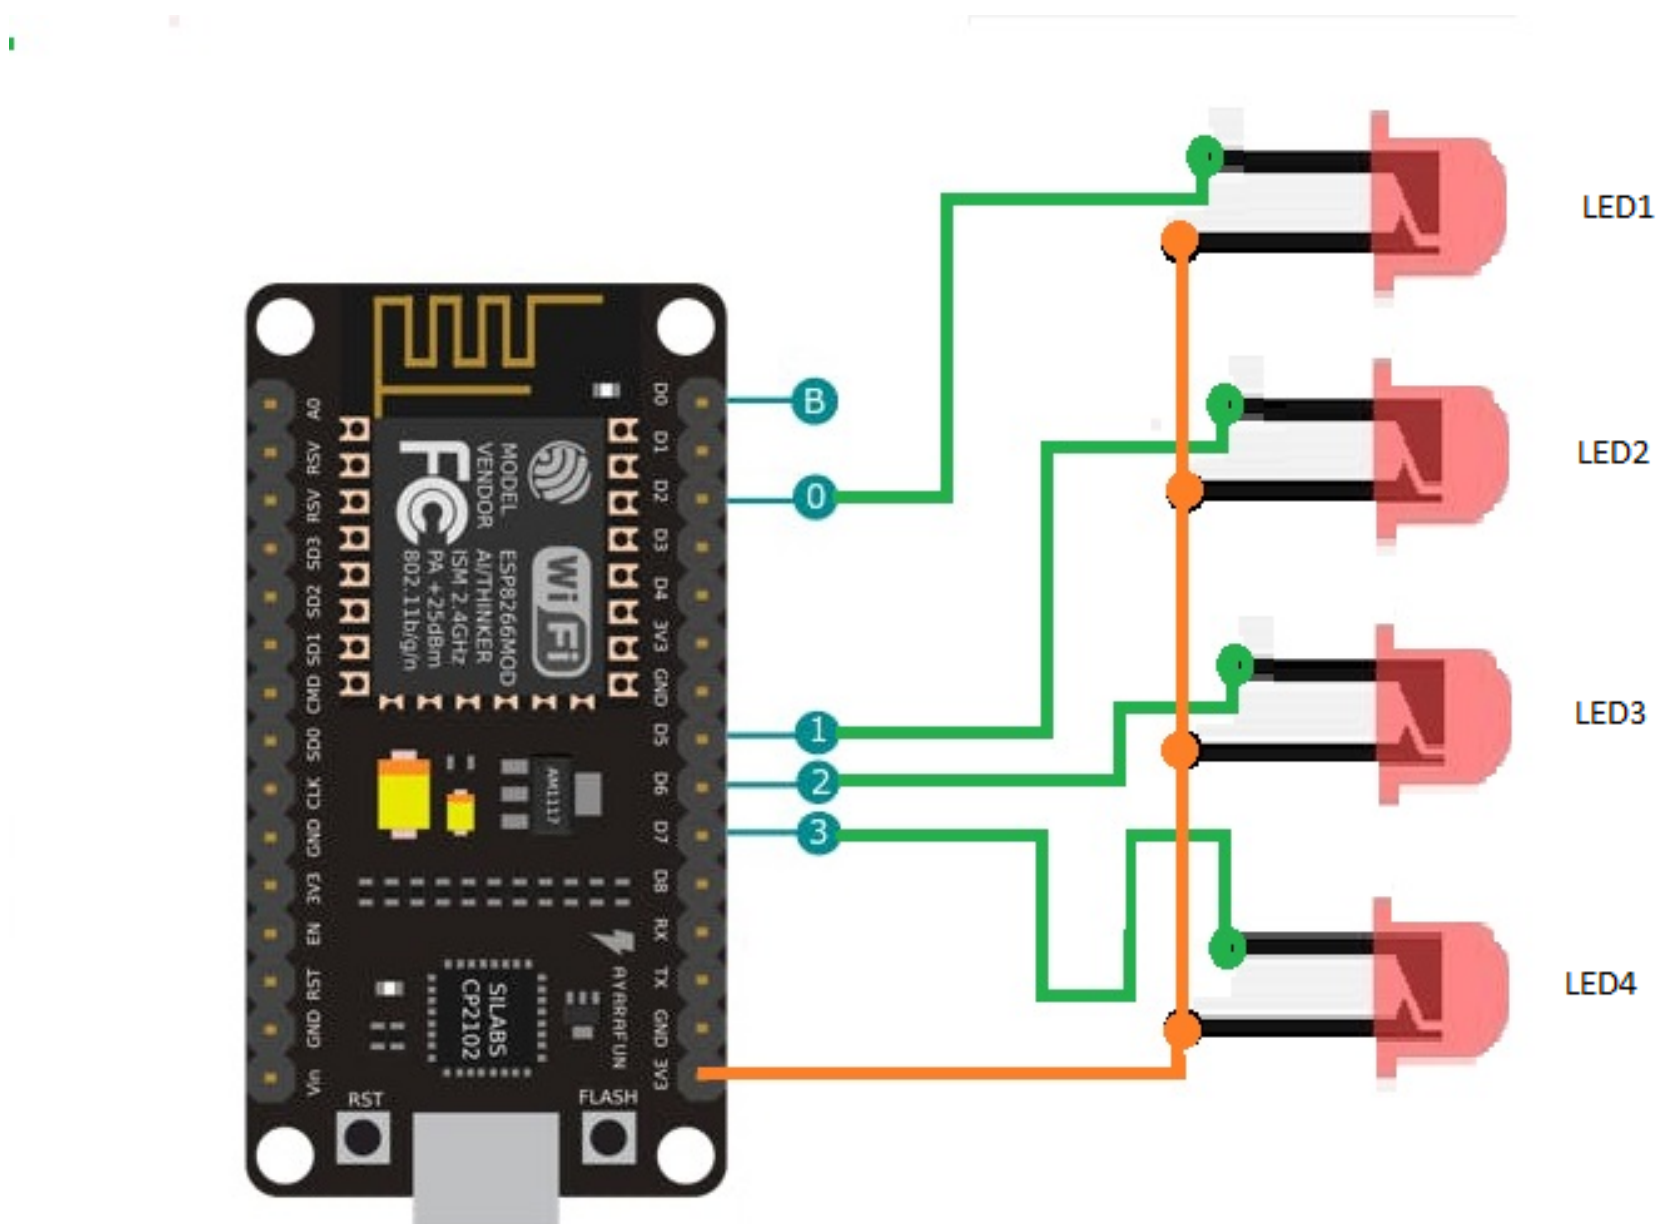 LED1
LED2
LED3
LED4
B
0
1
2
3
A0
RSV
RSV
SD3
SD2
SD1
CMD
SD0
CLK
GND
3V3
EN
RST
GND
Vin
D0
D1
D2
D3
D4
3V3
GND
D5
D6
D7
D8
RX
TX
GND
3V3
MODEL
VENDOR
FCC
WiFi
ESP8266MOD
AI/THINKER
ISM 2.4GHz
PA +25dBm
802.11b/g/n
AM1117
SILABS
CP2102
AYARAFUN
RST
FLASH